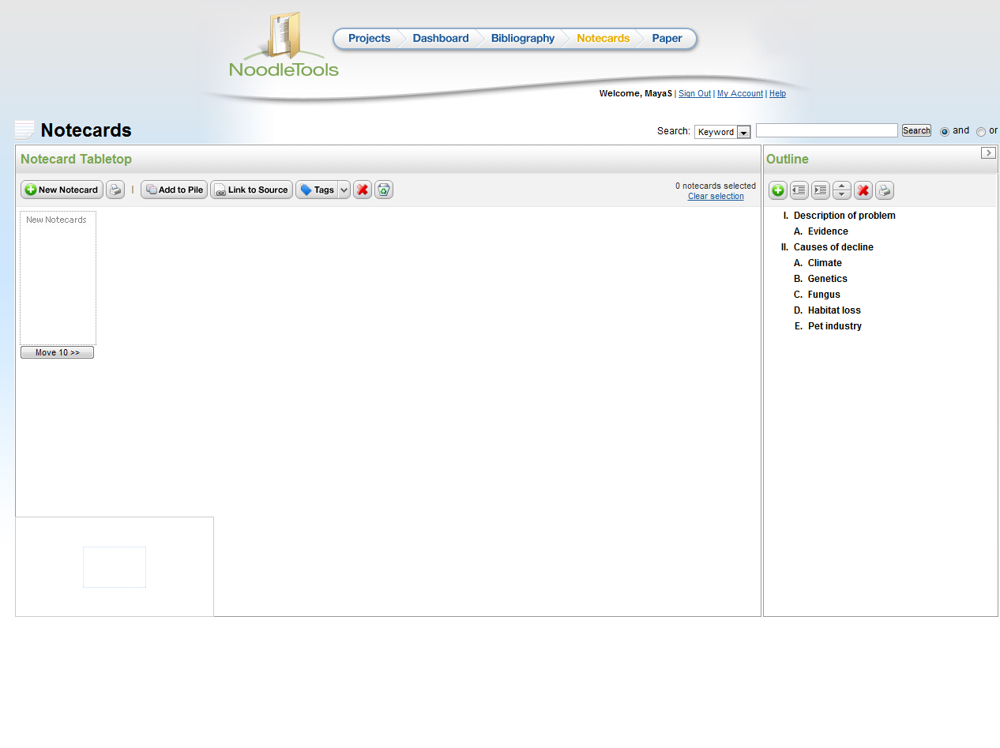 NoodleTools
Projects Dashboard Bibliography Notecards Paper
Welcome, MayaS | Sign Out | My Account | Help
Notecards
Search: Keyword Search and or
Notecard Tabletop
New Notecard | Add to Pile Link to Source Tags
0 notecards selected
Clear selection
New Notecards
Move 10 >>
Outline
I. Description of problem
A. Evidence
II. Causes of decline
A. Climate
B. Genetics
C. Fungus
D. Habitat loss
E. Pet industry